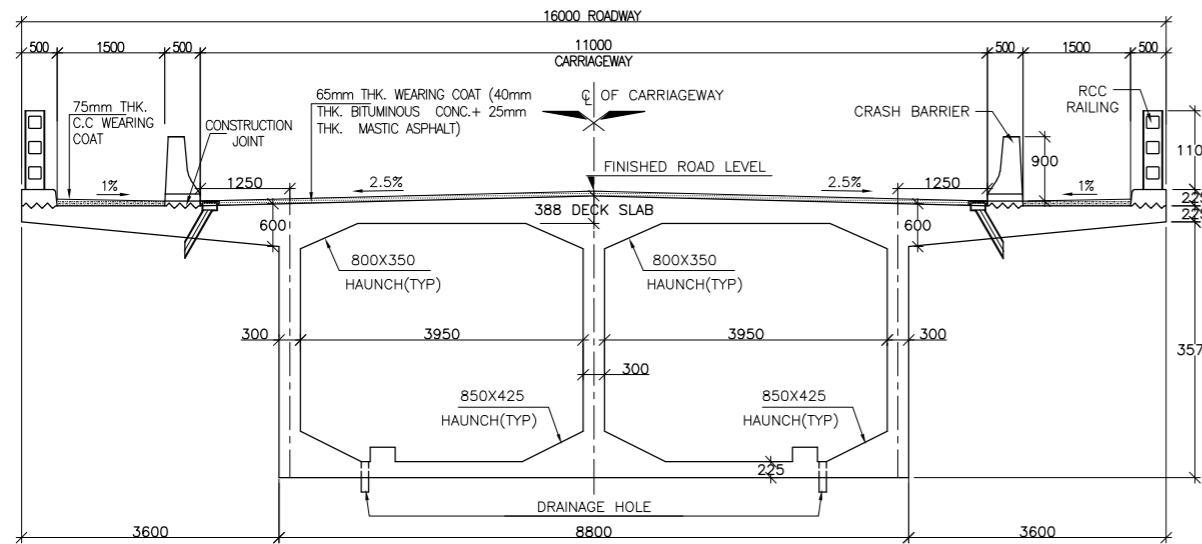 16000 ROADWAY
500 1500 500 11000 500 1500 500
CARRIAGEWAY
75mm THK.
C.C WEARING
COAT
CONSTRUCTION
JOINT
65mm THK. WEARING COAT (40mm
THK. BITUMINOUS CONC.+ 25mm
THK. MASTIC ASPHALT)
℄ OF CARRIAGEWAY
CRASH BARRIER
RCC
RAILING
900
FINISHED ROAD LEVEL
1% 1250 2.5% 2.5% 1250 1%
600 388 DECK SLAB 600
800X350
HAUNCH(TYP)
800X350
HAUNCH(TYP)
300 3950 3950 300
300
850X425
HAUNCH(TYP)
850X425
HAUNCH(TYP)
225
DRAINAGE HOLE
3600 8800 3600